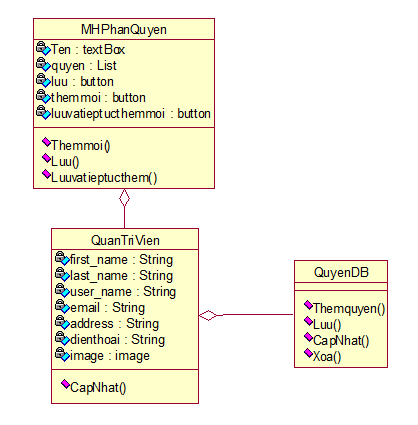 MHPhanQuyen
Ten : textBox
quyen : List
luu : button
themmoi : button
luuvatieptucthemmoi : button
Themmoi()
Luu()
Luuvatieptucthem()
QuanTriVien
first_name : String
last_name : String
user_name : String
email : String
address : String
dienthoai : String
image : image
CapNhat()
QuyenDB
Themquyen()
Luu()
CapNhat()
Xoa()